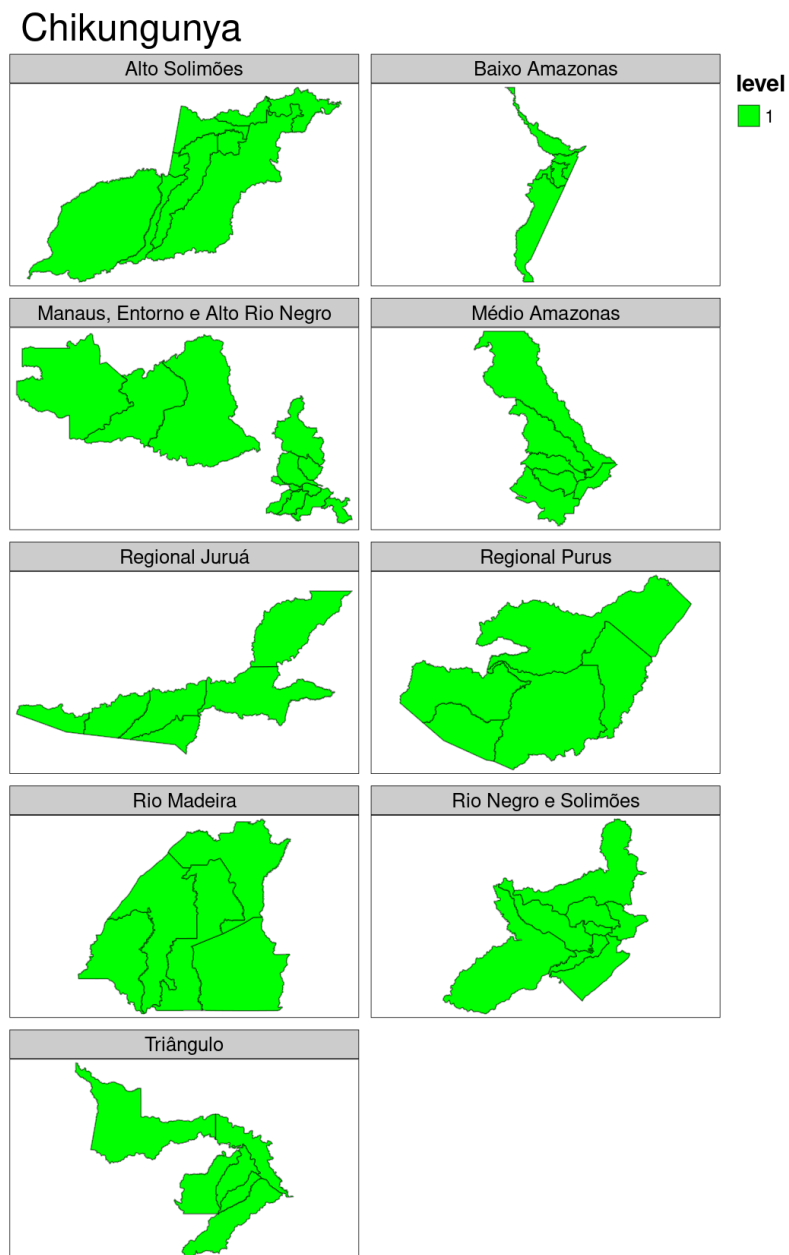 Chikungunya
Alto Solimões
Baixo Amazonas
level
1
Manaus, Entorno e Alto Rio Negro
Médio Amazonas
Regional Juruá
Regional Purus
Rio Madeira
Rio Negro e Solimões
Triângulo